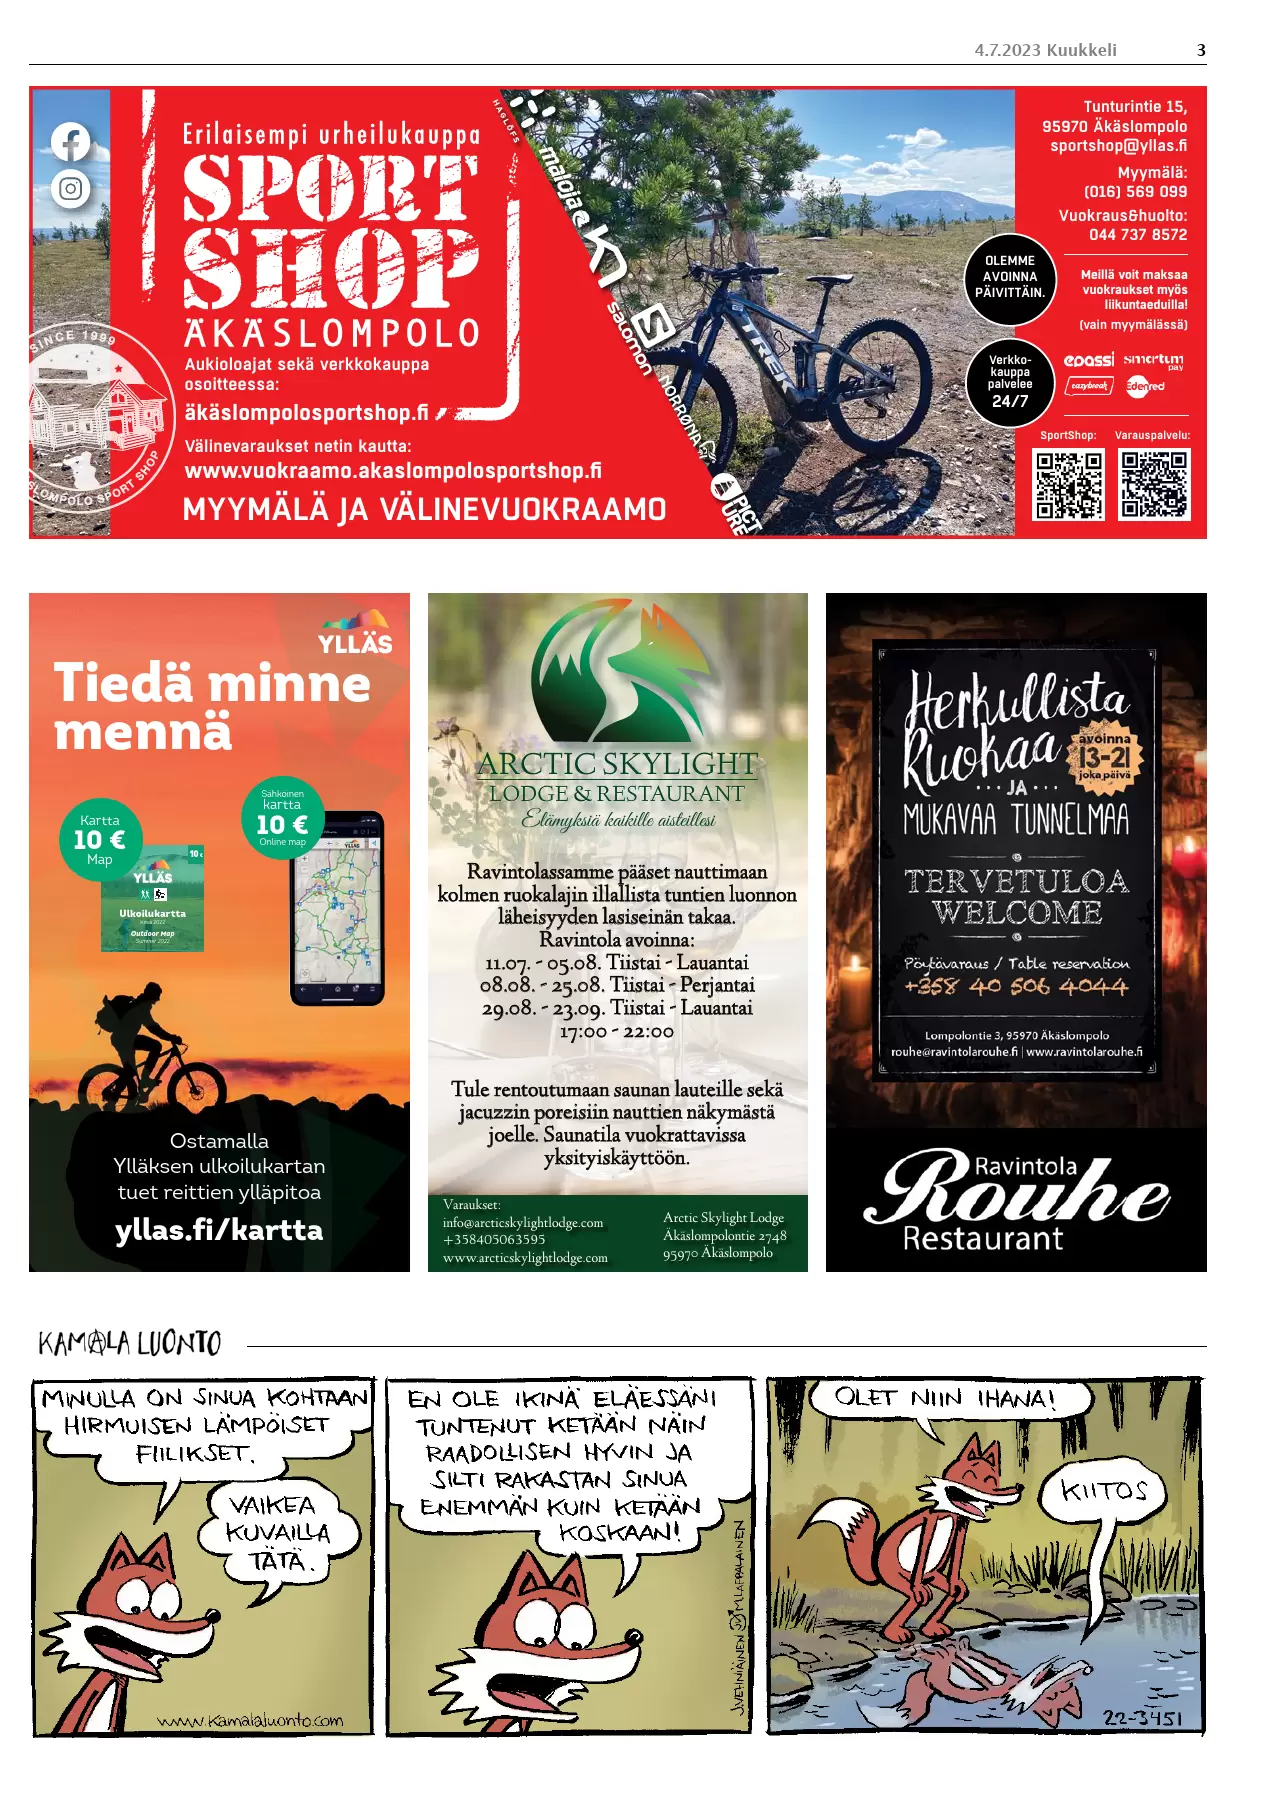 4.7.2023 Kuukkeli 3
Erilaisempi urheilukauppa
SPORT
SHOP
ÄKÄSLOMPOLO
Aukioloajat sekä verkkokauppa
osoitteessa:
äkäslompolosportshop.fi
Välinevaraukset netin kautta:
www.vuokraamo.akaslompolosportshop.fi
MYYMÄLÄ JA VÄLINEVUOKRAAMO
SINCE 1999
SLOMPOLO SPORT SHOP
HAGLÖFS
maloja
K2
salomon
NORRØNA
PICTURE
TREK
OLEMME
AVOINNA
PÄIVITTÄIN.
Verkko-
kauppa
palvelee
24/7
Tunturintie 15,
95970 Äkäslompolo
sportshop@yllas.fi
Myymälä:
(016) 569 099
Vuokraus&huolto:
044 737 8572
Meillä voit maksaa
vuokraukset myös
liikuntaeduilla!
(vain myymälässä)
epassi smartum
pay
eazybreak Edenred
SportShop: Varauspalvelu:
YLLÄS
Tiedä minne
mennä
Kartta
10 €
Map
Sähköinen
kartta
10 €
Online map
10 €
YLLÄS
Ulkoilukartta
Kesä 2022
Outdoor Map
Summer 2022
Ostamalla
Ylläksen ulkoilukartan
tuet reittien ylläpitoa
yllas.fi/kartta
ARCTIC SKYLIGHT
LODGE & RESTAURANT
Elämyksiä kaikille aisteillesi
Ravintolassamme pääset nauttimaan
kolmen ruokalajin illallista tuntien luonnon
läheisyyden lasiseinän takaa.
Ravintola avoinna:
11.07. - 05.08. Tiistai - Lauantai
08.08. - 25.08. Tiistai - Perjantai
29.08. - 23.09. Tiistai - Lauantai
17:00 - 22:00
Tule rentoutumaan saunan lauteille sekä
jacuzzin poreisiin nauttien näkymästä
joelle. Saunatila vuokrattavissa
yksityiskäyttöön.
Varaukset:
info@arcticskylightlodge.com
+358405063595
www.arcticskylightlodge.com
Arctic Skylight Lodge
Äkäslompolontie 2748
95970 Äkäslompolo
Herkullista
Ruokaa
avoinna
13-21
joka päivä
JA
MUKAVAA TUNNELMAA
TERVETULOA
WELCOME
Pöytävaraus / Table reservation
+358 40 506 4044
Lompolontie 3, 95970 Äkäslompolo
rouhe@ravintolarouhe.fi | www.ravintolarouhe.fi
Ravintola
Rouhe
Restaurant
KAMALA LUONTO
MINULLA ON SINUA KOHTAAN
HIRMUISEN LÄMPÖISET
FIILIKSET.
VAIKEA
KUVAILLA
TÄTÄ.
www.kamalaluonto.com
EN OLE IKINÄ ELÄESSÄNI
TUNTENUT KETÄÄN NÄIN
RAADOLLISEN HYVIN JA
SILTI RAKASTAN SINUA
ENEMMÄN KUIN KETÄÄN
KOSKAAN!
J.VEHNIÄINEN M.LAPPALAINEN
OLET NIIN IHANA!
KIITOS
22-3451